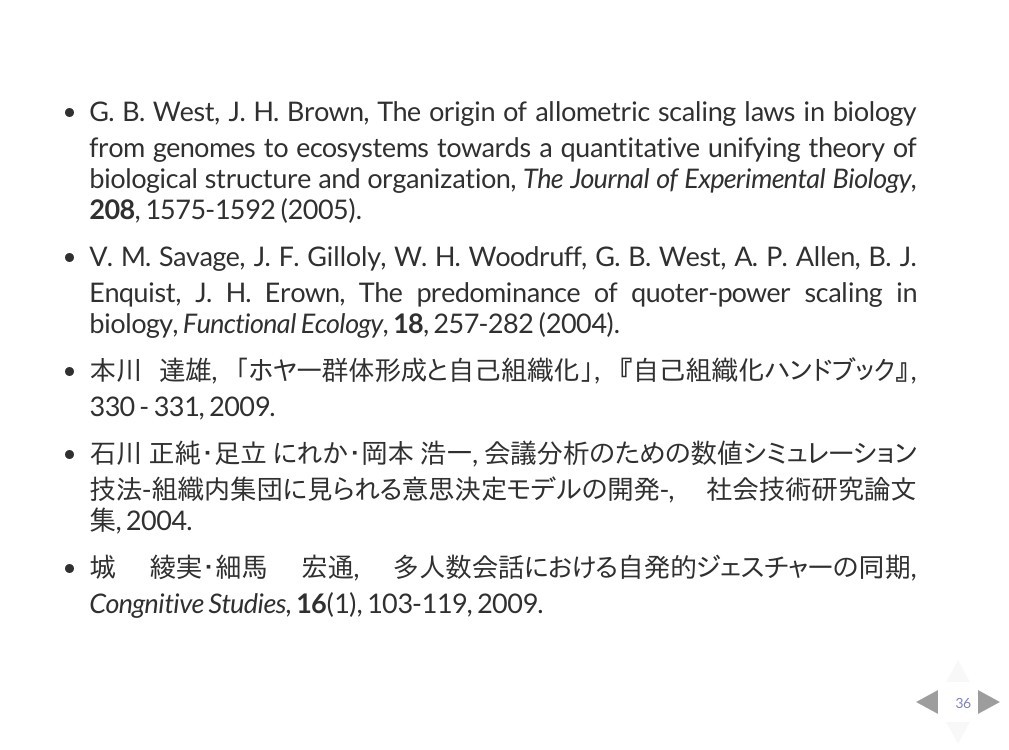 • G. B. West, J. H. Brown, The origin of allometric scaling laws in biology
from genomes to ecosystems towards a quantitative unifying theory of
biological structure and organization, The Journal of Experimental Biology,
208, 1575-1592 (2005).
• V. M. Savage, J. F. Gilloly, W. H. Woodruff, G. B. West, A. P. Allen, B. J.
Enquist, J. H. Erown, The predominance of quoter-power scaling in
biology, Functional Ecology, 18, 257-282 (2004).
• 本川　達雄, 「ホヤー群体形成と自己組織化」, 『自己組織化ハンドブック』,
330 - 331, 2009.
• 石川 正純・足立 にれか・岡本 浩一, 会議分析のための数値シミュレーション
技法-組織内集団に見られる意思決定モデルの開発-,　社会技術研究論文
集, 2004.
• 城　綾実・細馬　宏通,　多人数会話における自発的ジェスチャーの同期,
Congnitive Studies, 16(1), 103-119, 2009.
36